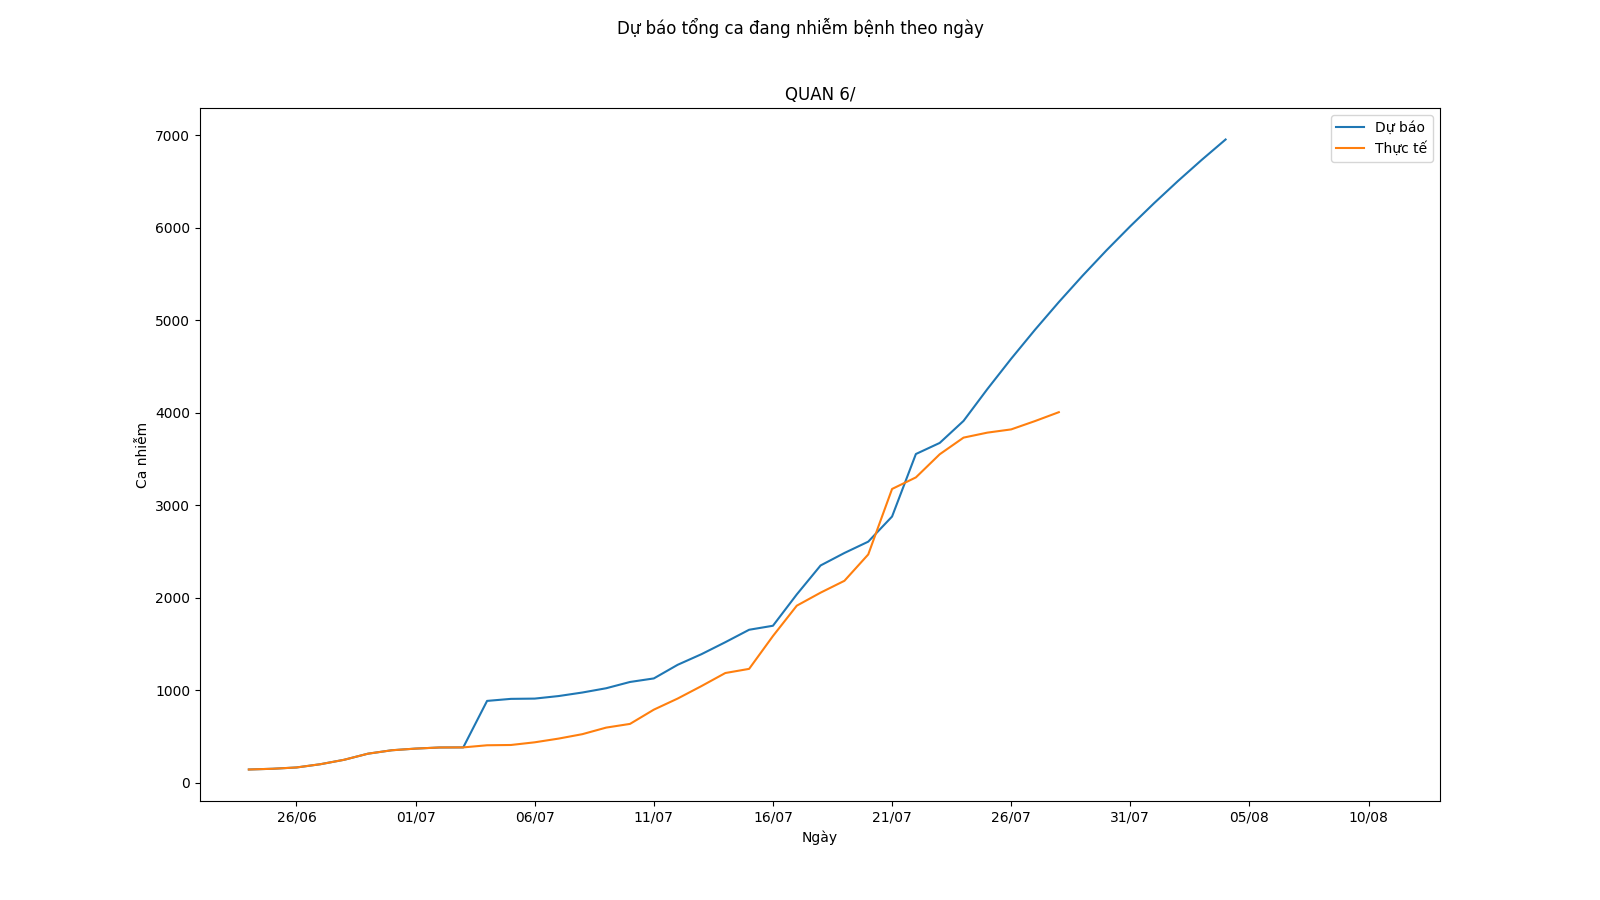 Dự báo tổng ca đang nhiễm bệnh theo ngày
QUAN 6/
Dự báo
Thực tế
7000
6000
5000
4000
3000
2000
1000
0
Ca nhiễm
26/06 01/07 06/07 11/07 16/07 21/07 26/07 31/07 05/08 10/08
Ngày